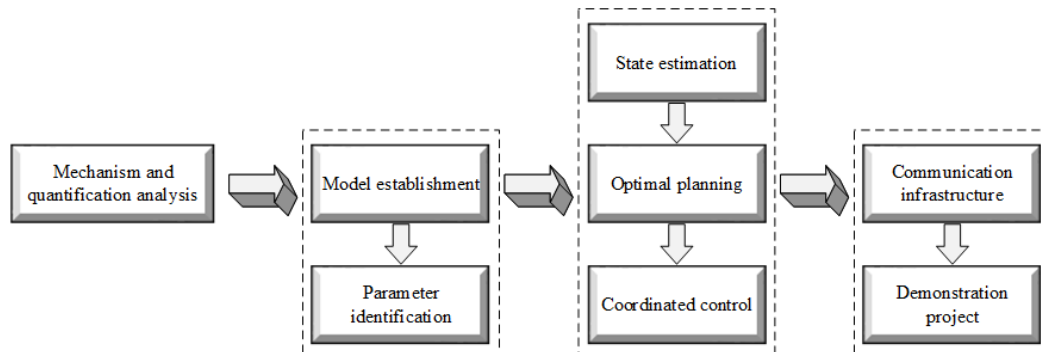 Mechanism and
quantification analysis
Model establishment
Parameter
identification
State estimation
Optimal planning
Coordinated control
Communication
infrastructure
Demonstration
project